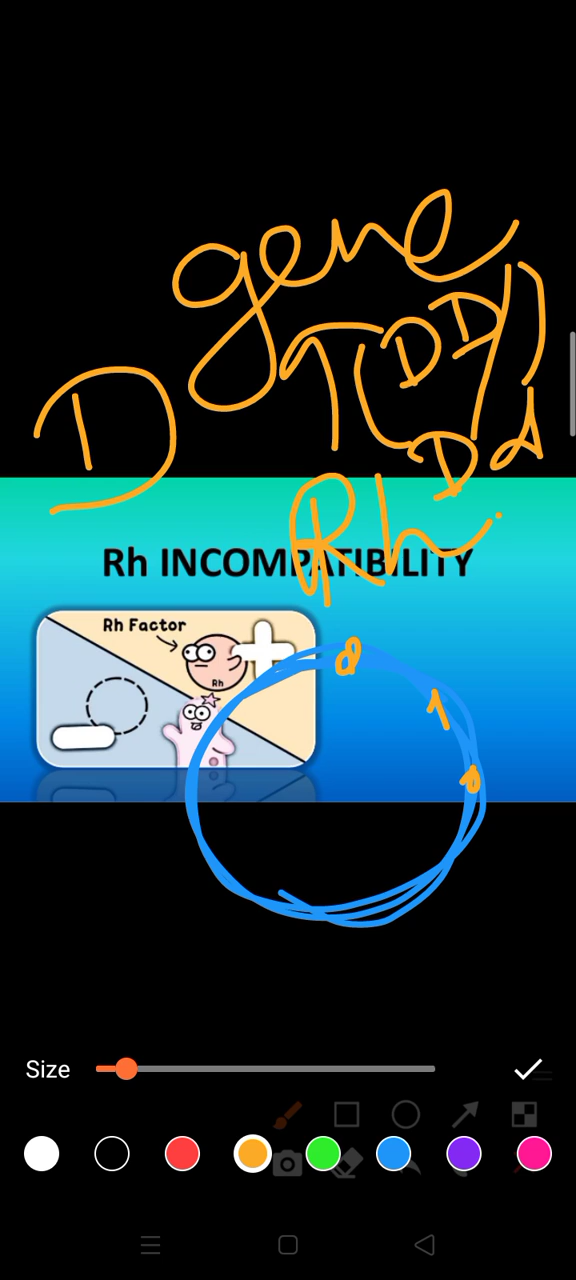 gene
D
(DD/
Dd)
Rh
Rh INCOMPATIBILITY
Rh Factor
Rh
Size